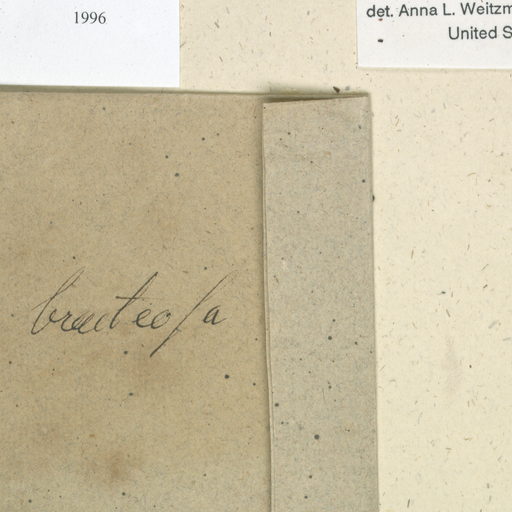 1996
det. Anna L. Weitzm
United S
bracteosa